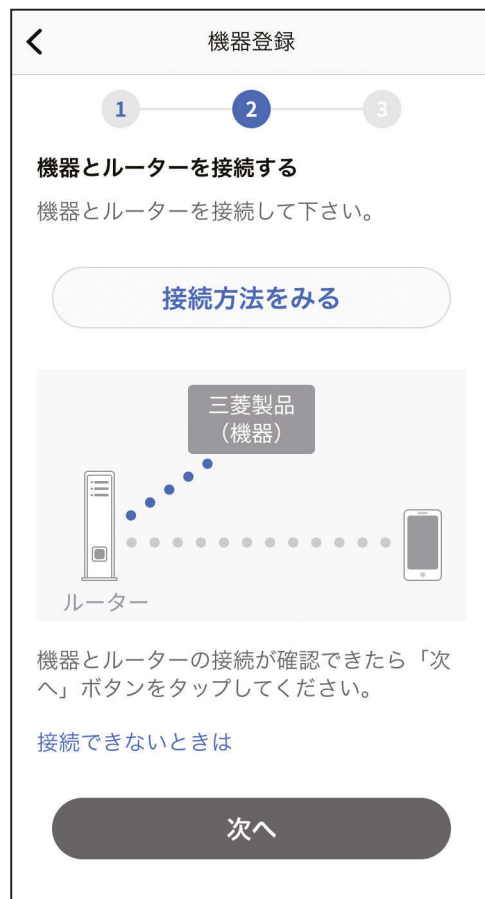 機器登録
1 2 3
機器とルーターを接続する
機器とルーターを接続して下さい。
接続方法をみる
三菱製品
（機器）
ルーター
機器とルーターの接続が確認できたら「次
へ」ボタンをタップしてください。
接続できないときは
次へ